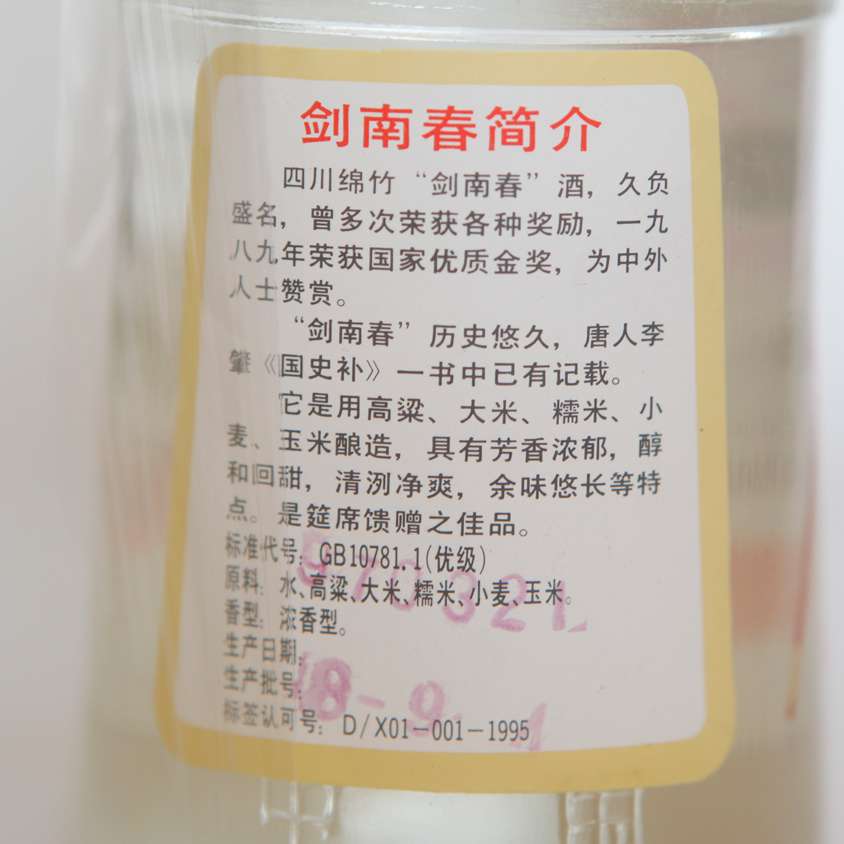 剑南春简介
四川绵竹“剑南春”酒，久负
盛名，曾多次荣获各种奖励，一九
八九年荣获国家优质金奖，为中外
人士赞赏。
“剑南春”历史悠久，唐人李
肇《国史补》一书中已有记载。
它是用高粱、大米、糯米、小
麦、玉米酿造，具有芳香浓郁，醇
和回甜，清冽净爽，余味悠长等特
点。是筵席馈赠之佳品。
标准代号：GB10781.1(优级)
原料：水、高粱、大米、糯米、小麦、玉米。
香型：浓香型。
生产日期：
生产批号：
标签认可号：D/X01-001-1995